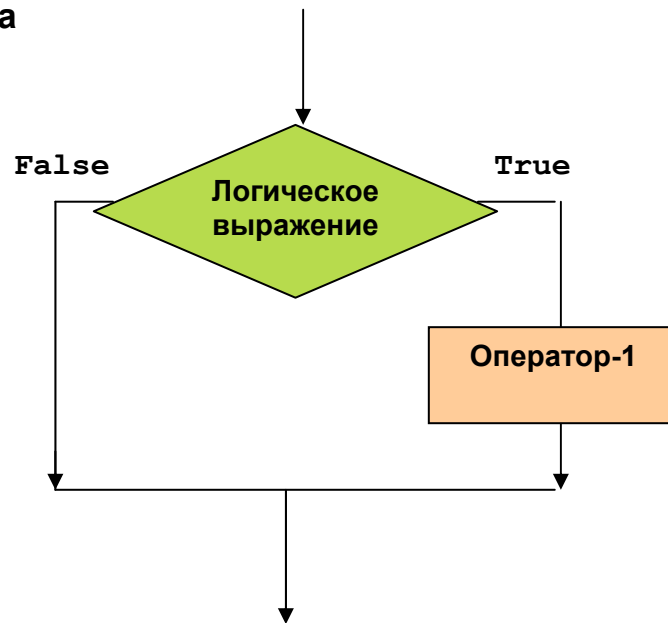 а
False
True
Логическое
выражение
Оператор-1